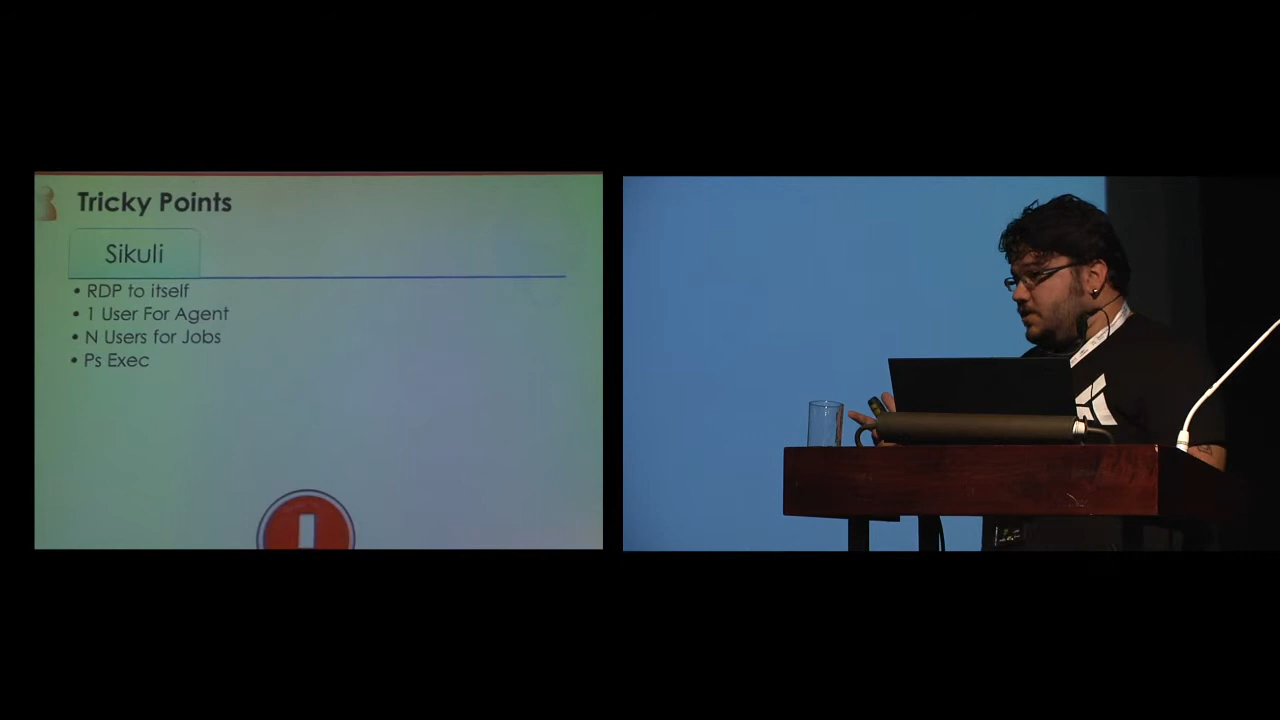 Tricky Points
Sikuli
• RDP to itself
• 1 User For Agent
• N Users for Jobs
• Ps Exec